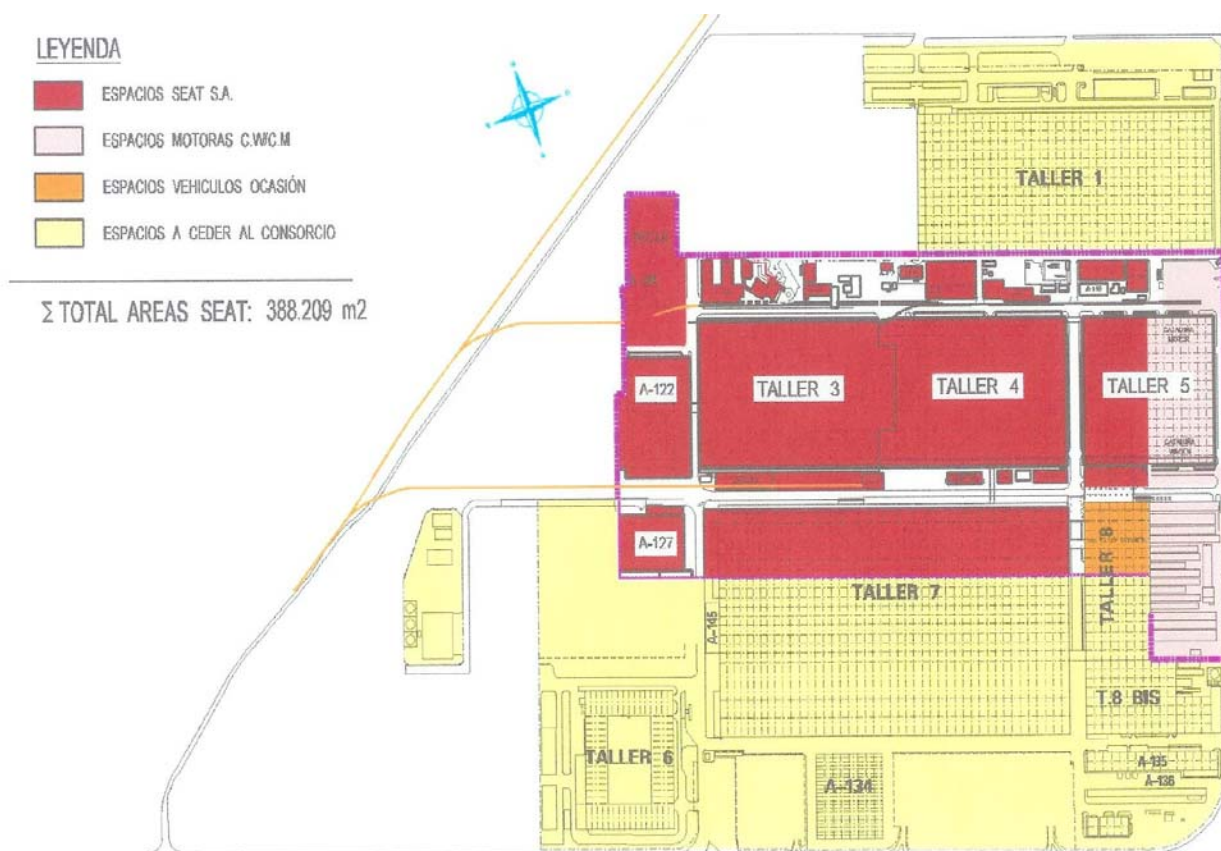 LEYENDA
ESPACIOS SEAT S.A.
ESPACIOS MOTORAS C.W/C.M
ESPACIOS VEHICULOS OCASIÓN
ESPACIOS A CEDER AL CONSORCIO
Σ TOTAL AREAS SEAT: 388.209 m2
TALLER 1
A-122
TALLER 3
TALLER 4
TALLER 5
A-127
TALLER 7
TALLER 8
A-145
T.8 BIS
TALLER 6
A-134
A-135
A-136